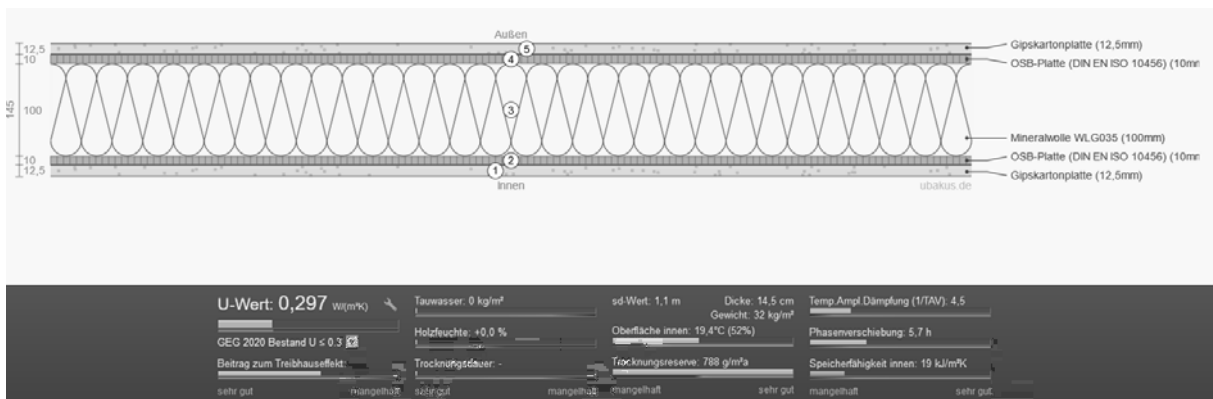 Außen
12,5
5
Gipskartonplatte (12,5mm)
10
4
OSB-Platte (DIN EN ISO 10456) (10mm
145
100
3
Mineralwolle WLG035 (100mm)
10
2
OSB-Platte (DIN EN ISO 10456) (10mm
12,5
1
Gipskartonplatte (12,5mm)
Innen
ubakus.de
U-Wert: 0,297 W/(m²K)
GEG 2020 Bestand U ≤ 0.3
Beitrag zum Treibhauseffekt:
sehr gut mangelhaft
Tauwasser: 0 kg/m²
Holzfeuchte: +0,0 %
Trocknungsdauer: -
sehr gut mangelhaft
sd-Wert: 1,1 m Dicke: 14,5 cm
Gewicht: 32 kg/m²
Oberfläche innen: 19,4°C (52%)
Trocknungsreserve: 788 g/m²a
mangelhaft sehr gut
Temp.Ampl.Dämpfung (1/TAV): 4,5
Phasenverschiebung: 5,7 h
Speicherfähigkeit innen: 19 kJ/m²K
mangelhaft sehr gut